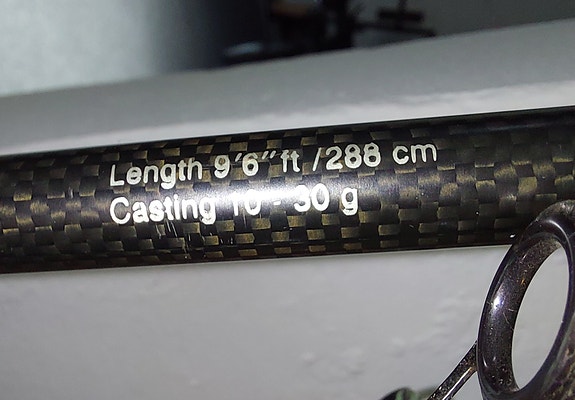 Length 9'6" ft /288 cm
Casting 10 - 30 g